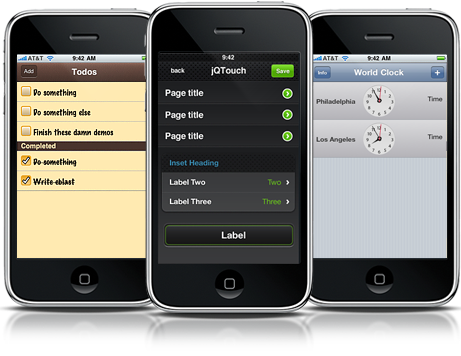 AT&T 9:42 AM
Add Todos
Do something
Do something else
Finish these damn demos
Completed
Do something
Write eblast
9:42
back jQTouch Save
Page title
Page title
Page title
Inset Heading
Label Two Two
Label Three Three
Label
AT&T 9:42 AM
Info World Clock +
Philadelphia Time
Los Angeles Time